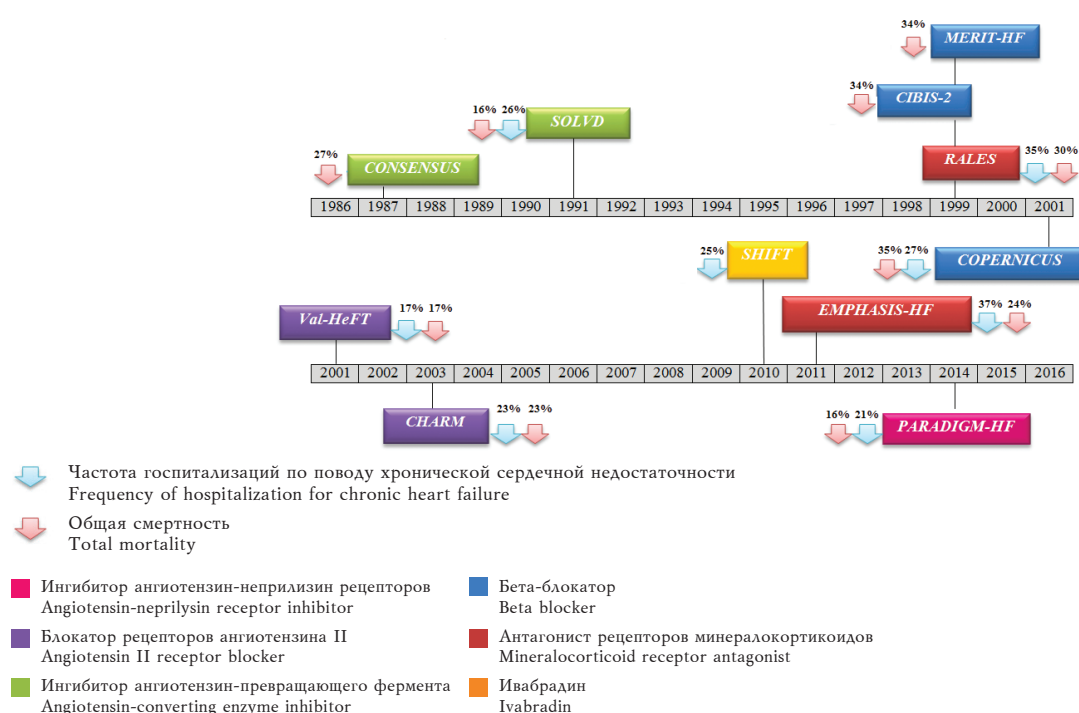 34%
MERIT-HF
34%
CIBIS-2
16% 26%
SOLVD
27%
CONSENSUS
RALES
35% 30%
1986 1987 1988 1989 1990 1991 1992 1993 1994 1995 1996 1997 1998 1999 2000 2001
25%
SHIFT
35% 27%
COPERNICUS
Val-HeFT
17% 17%
EMPHASIS-HF
37% 24%
2001 2002 2003 2004 2005 2006 2007 2008 2009 2010 2011 2012 2013 2014 2015 2016
CHARM
23% 23%
16% 21%
PARADIGM-HF
Частота госпитализаций по поводу хронической сердечной недостаточности
Frequency of hospitalization for chronic heart failure
Общая смертность
Total mortality
Ингибитор ангиотензин-неприлизин рецепторов
Angiotensin-neprilysin receptor inhibitor
Блокатор рецепторов ангиотензина II
Angiotensin II receptor blocker
Ингибитор ангиотензин-превращающего фермента
Angiotensin-converting enzyme inhibitor
Бета-блокатор
Beta blocker
Антагонист рецепторов минералокортикоидов
Mineralocorticoid receptor antagonist
Ивабрадин
Ivabradin